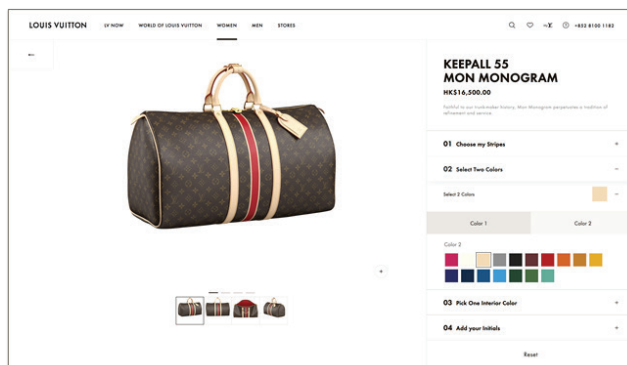 LOUIS VUITTON LV NOW WORLD OF LOUIS VUITTON WOMEN MEN STORES +852 8100 1182
KEEPALL 55
MON MONOGRAM
HK$16,500.00
Faithful to our trunk-maker history, Mon Monogram perpetuates a tradition of
refinement and service.
01 Choose my Stripes +
02 Select Two Colors −
Select 2 Colors −
Color 1 Color 2
Color 2
+
03 Pick One Interior Color +
04 Add your Initials +
Reset